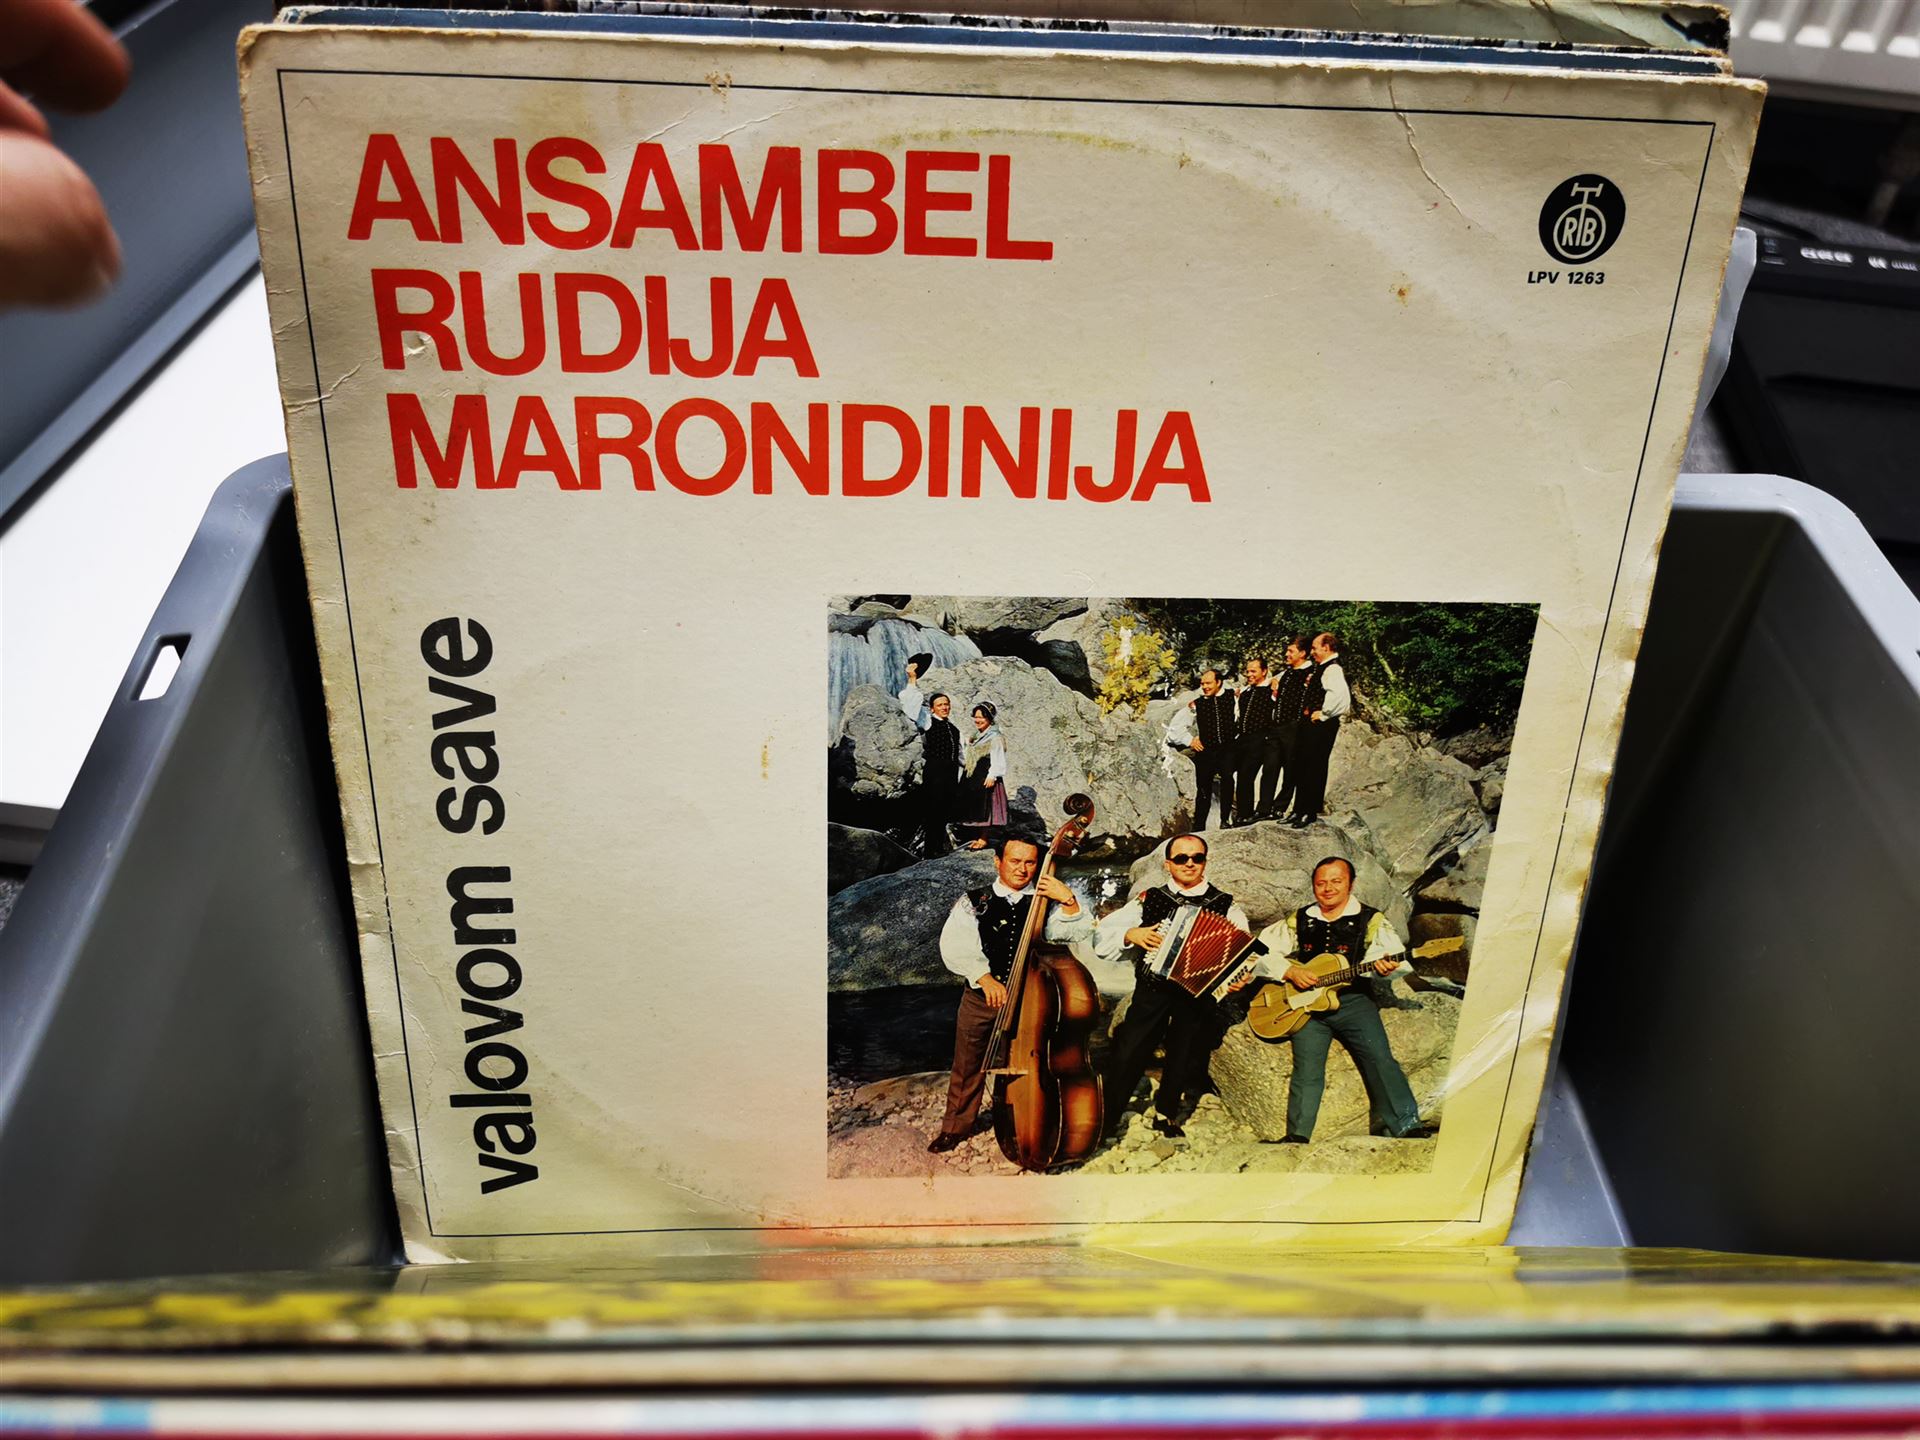 ANSAMBEL
RUDIJA
MARONDINIJA
RTB
LPV 1263
valovom save